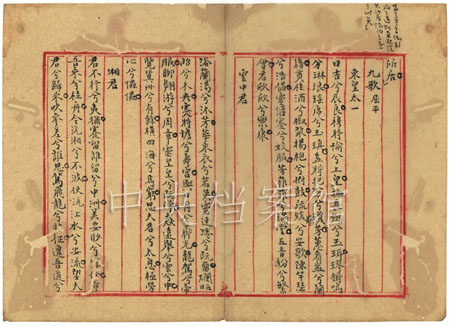 所居」
九歌 屈平
東皇太一
日吉兮辰良穆將愉兮上皇撫長劍兮玉珥璆鏘鳴
兮琳琅瑤席兮玉瑱盍將把兮瓊芳蕙肴蒸兮蘭
藉奠桂酒兮椒漿揚枹兮拊鼓疏緩兮安歌陳竽瑟
兮浩倡靈偃蹇兮姣服芳菲菲兮滿堂五音紛兮繁
會君欣欣兮樂康
雲中君
浴蘭湯兮沐芳華采衣兮若英靈連蜷兮既留爛昭
昭兮未央蹇將憺兮壽宮與日月兮齊光龍駕兮帝
服聊翱游兮周章靈皇皇兮既降猋遠舉兮雲中
覽冀州兮有餘橫四海兮焉窮思夫君兮太息極勞
心兮
湘君
君不行兮夷猶蹇誰留兮中洲美要眇兮宜修沛
吾乘兮桂舟令沅湘兮波使江水兮安流望夫
君兮歸來吹參差兮誰思駕飛龍兮北征邅吾道兮
中国档案